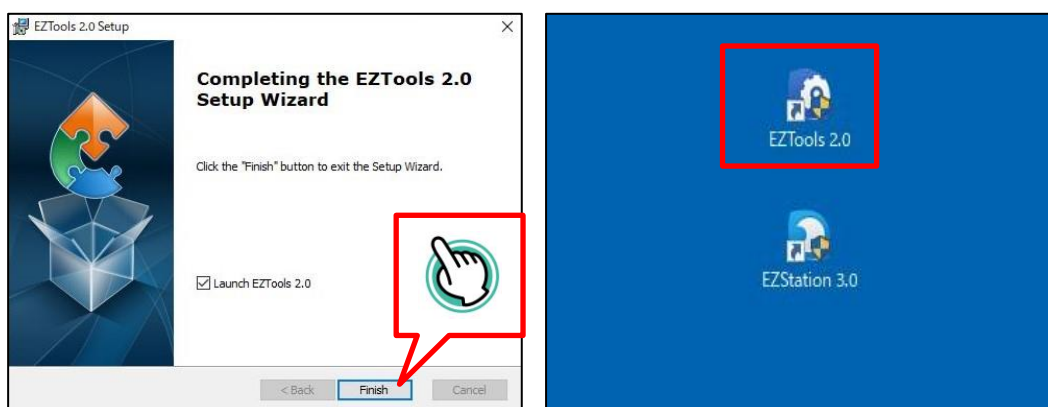 EZTools 2.0 Setup
Completing the EZTools 2.0
Setup Wizard
Click the "Finish" button to exit the Setup Wizard.
Launch EZTools 2.0
< Back
Finish
Cancel
EZTools 2.0
EZStation 3.0